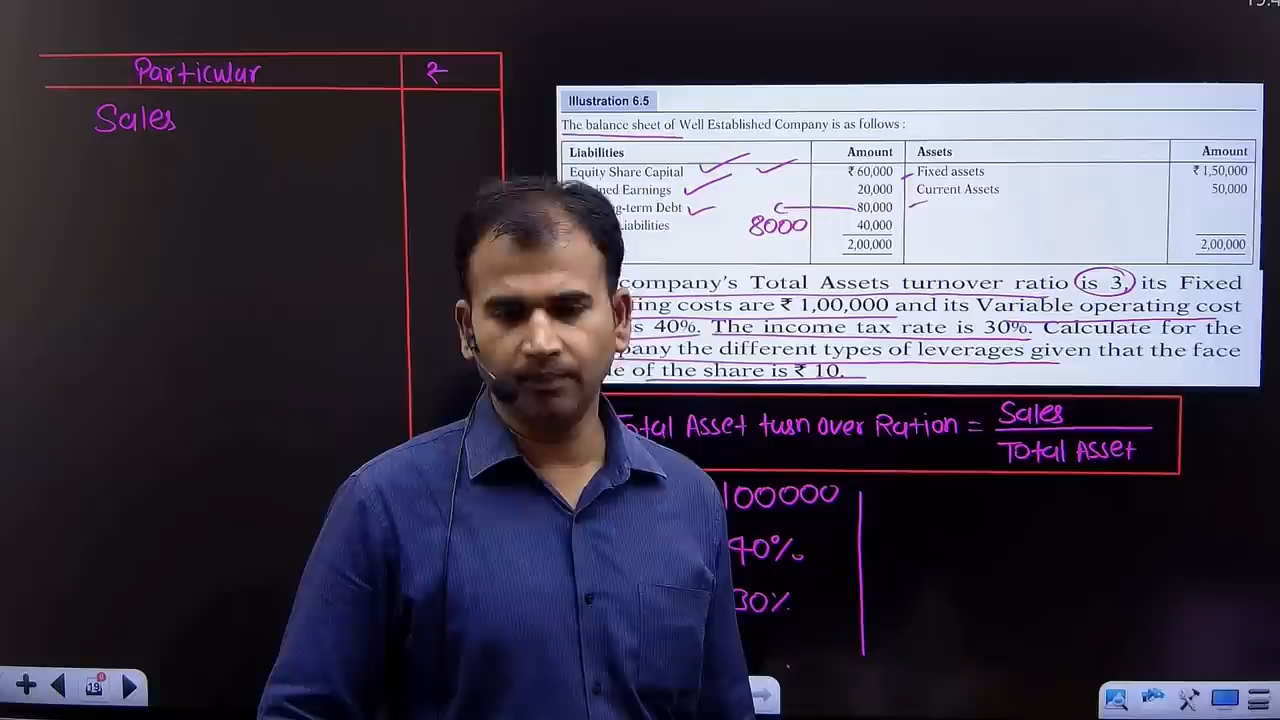 Particular ₹
Sales
Illustration 6.5
The balance sheet of Well Established Company is as follows :
Liabilities Amount Assets Amount
Equity Share Capital ₹ 60,000 Fixed assets ₹ 1,50,000
Earnings 20,000 Current Assets 50,000
Debt 80,000
8000
40,000
2,00,000 2,00,000
company's Total Assets turnover ratio is 3, its Fixed
costs are ₹ 1,00,000 and its Variable operating cost
40%. The income tax rate is 30%. Calculate for the
the different types of leverages given that the face
of the share is ₹ 10.
Total Asset turn over Ration = Sales
Total Asset
100000
40%
30%
19